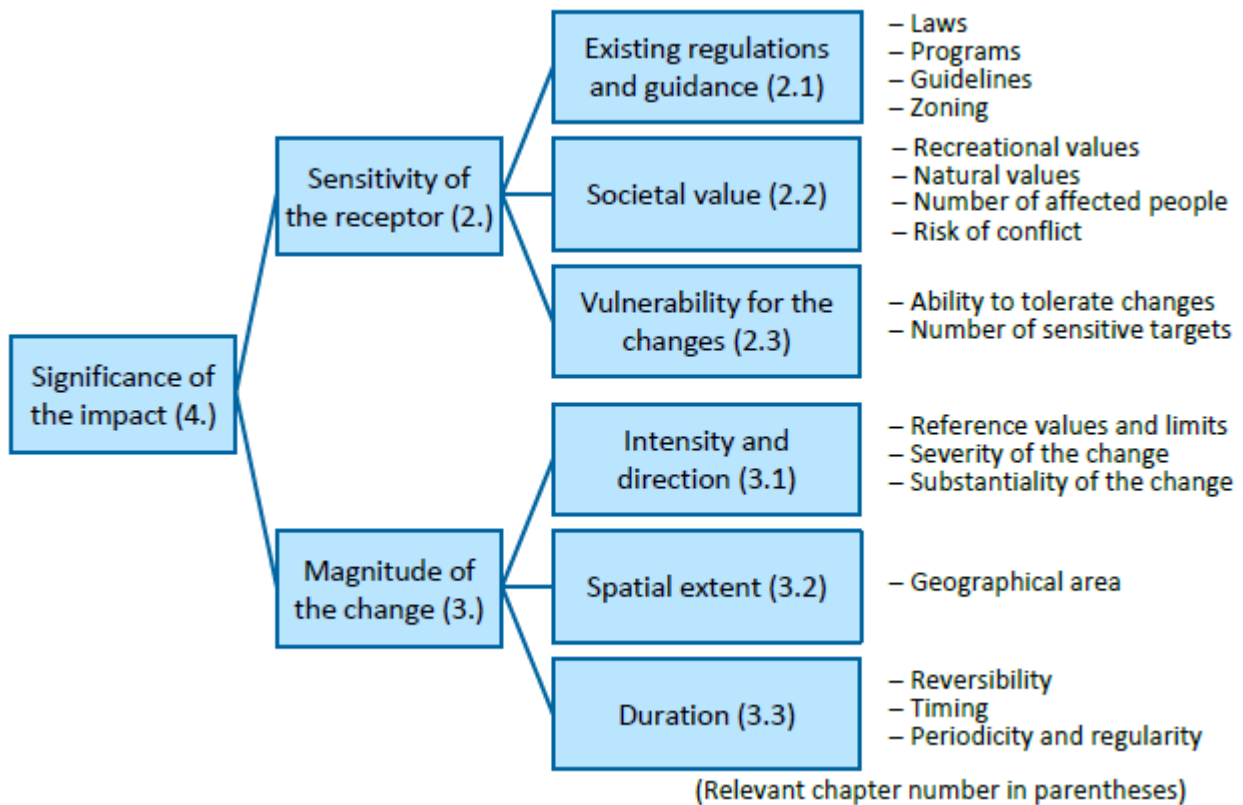 Significance of
the impact (4.)
Sensitivity of
the receptor (2.)
Existing regulations
and guidance (2.1)
– Laws
– Programs
– Guidelines
– Zoning
Societal value (2.2)
– Recreational values
– Natural values
– Number of affected people
– Risk of conflict
Vulnerability for the
changes (2.3)
– Ability to tolerate changes
– Number of sensitive targets
Magnitude of
the change (3.)
Intensity and
direction (3.1)
– Reference values and limits
– Severity of the change
– Substantiality of the change
Spatial extent (3.2)
– Geographical area
Duration (3.3)
– Reversibility
– Timing
– Periodicity and regularity
(Relevant chapter number in parentheses)